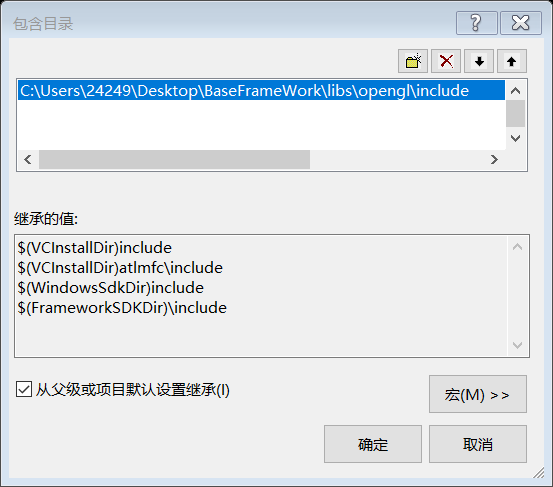 包含目录
C:\Users\24249\Desktop\BaseFrameWork\libs\opengl\include
继承的值:
$(VCInstallDir)include
$(VCInstallDir)atlmfc\include
$(WindowsSdkDir)include
$(FrameworkSDKDir)\include
从父级或项目默认设置继承(I)
宏(M) >>
确定
取消